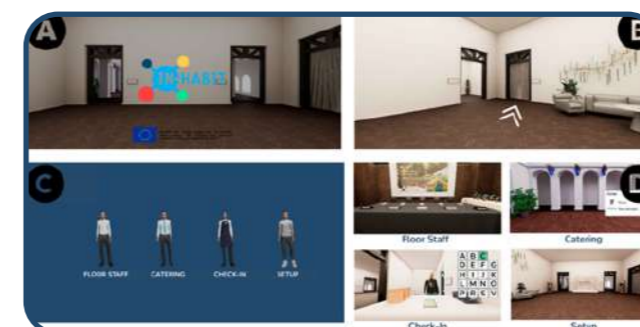 A
B
IN HABIT
C
D
FLOOR STAFF
CATERING
CHECK-IN
SETUP
Floor Staff
Catering
A B C
D E F G
H I J K
L M N O
P R E V
Check-in
Setup